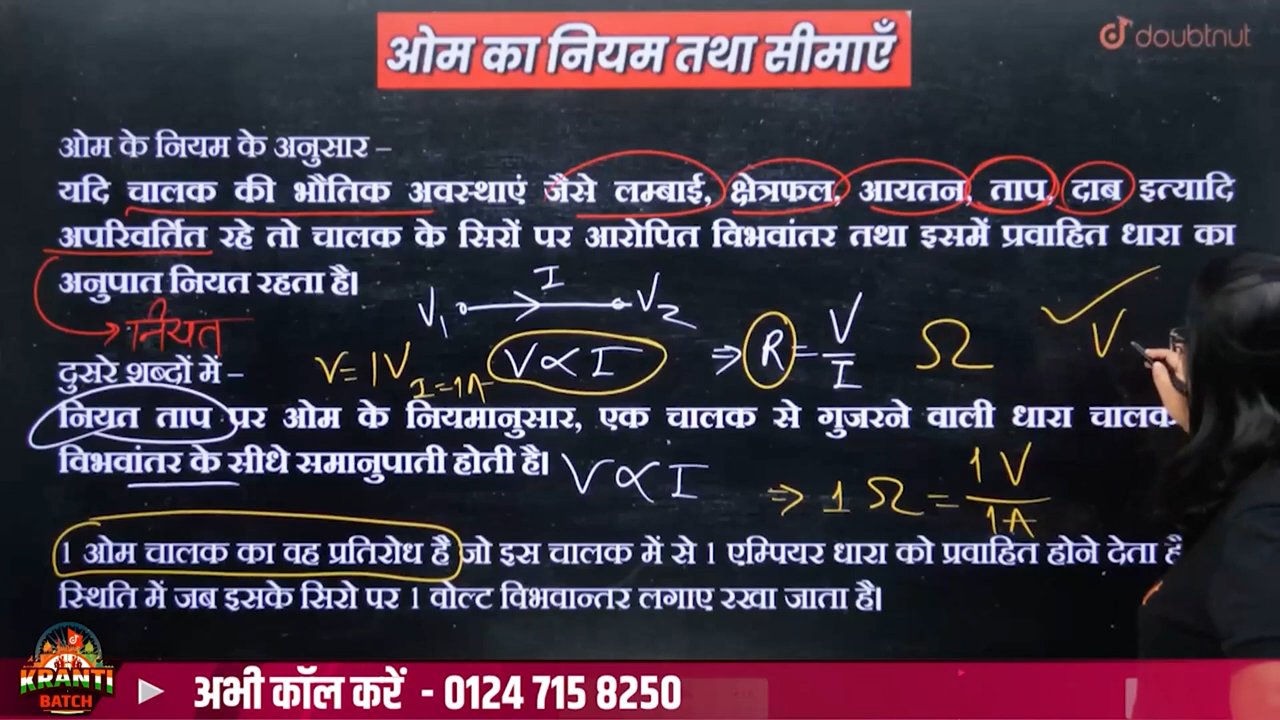 ओम का नियम तथा सीमाएँ
doubtnut
ओम के नियम के अनुसार –
यदि चालक की भौतिक अवस्थाएं जैसे लम्बाई, क्षेत्रफल, आयतन, ताप, दाब इत्यादि
अपरिवर्तित रहे तो चालक के सिरों पर आरोपित विभवांतर तथा इसमें प्रवाहित धारा का
अनुपात नियत रहता है।
I
V₁ V₂
नियत
V=1V
I=1A
V∝I ⇒ R=V/I Ω
V
दुसरे शब्दों में –
नियत ताप पर ओम के नियमानुसार, एक चालक से गुजरने वाली धारा चालक
विभवांतर के सीधे समानुपाती होती है।
V∝I ⇒ 1Ω=1V/1A
1 ओम चालक का वह प्रतिरोध है जो इस चालक में से 1 एम्पियर धारा को प्रवाहित होने देता है
स्थिति में जब इसके सिरो पर 1 वोल्ट विभवान्तर लगाए रखा जाता है।
KRANTI
BATCH
अभी कॉल करें - 0124 715 8250